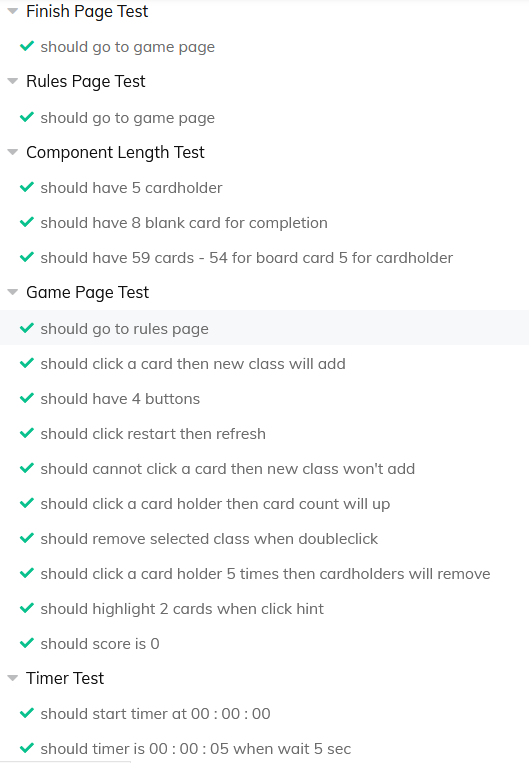 Finish Page Test
should go to game page
Rules Page Test
should go to game page
Component Length Test
should have 5 cardholder
should have 8 blank card for completion
should have 59 cards - 54 for board card 5 for cardholder
Game Page Test
should go to rules page
should click a card then new class will add
should have 4 buttons
should click restart then refresh
should cannot click a card then new class won't add
should click a card holder then card count will up
should remove selected class when doubleclick
should click a card holder 5 times then cardholders will remove
should highlight 2 cards when click hint
should score is 0
Timer Test
should start timer at 00 : 00 : 00
should timer is 00 : 00 : 05 when wait 5 sec